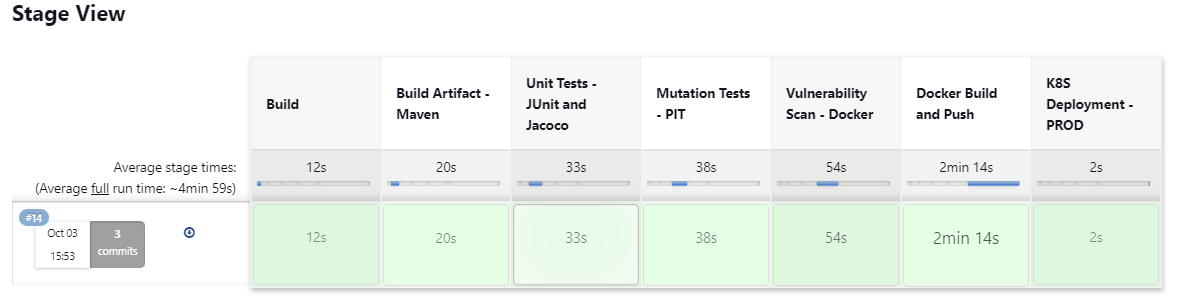 Stage View
Build
Build Artifact -
Maven
Unit Tests -
JUnit and
Jacoco
Mutation Tests
- PIT
Vulnerability
Scan - Docker
Docker Build
and Push
K8S
Deployment -
PROD
Average stage times:
(Average full run time: ~4min 59s)
12s
20s
33s
38s
54s
2min 14s
2s
#14
Oct 03
15:53
3
commits
12s
20s
33s
38s
54s
2min 14s
2s